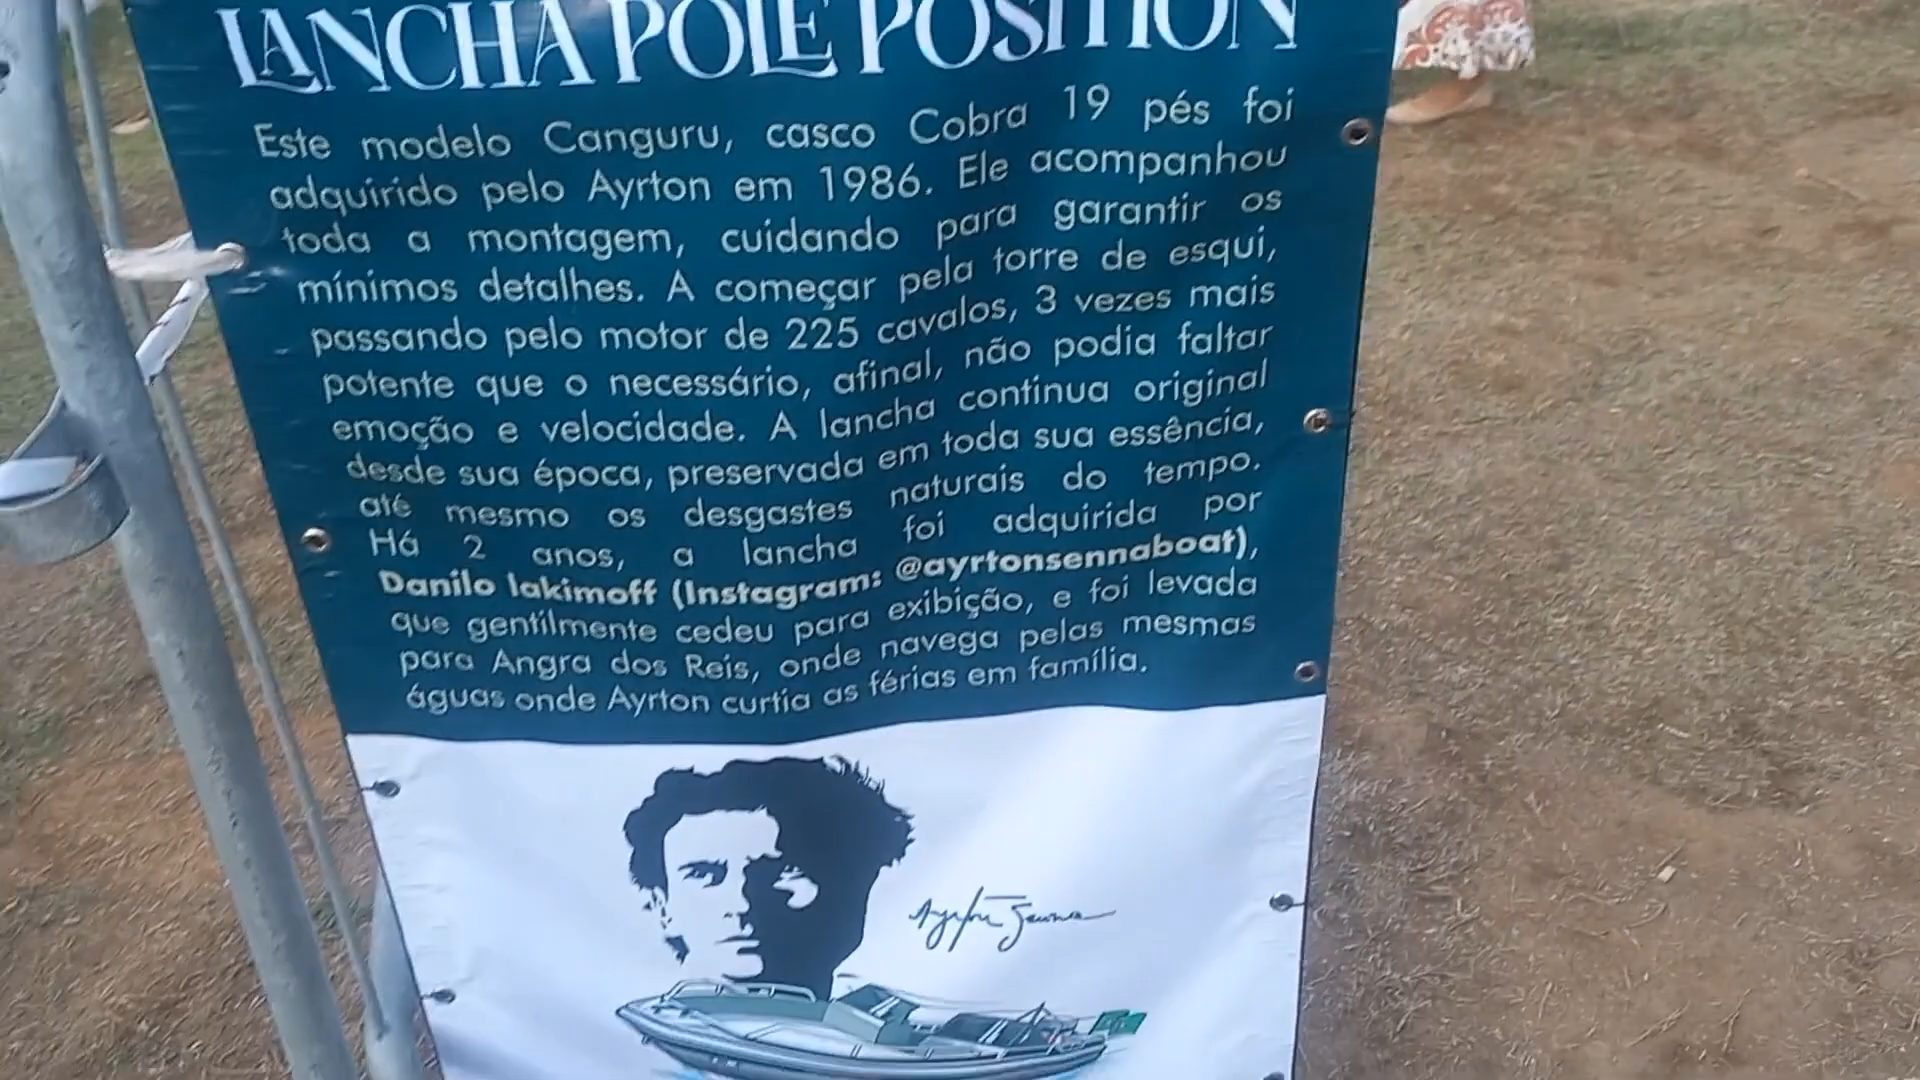 LANCHA POLE POSITION
Este modelo Canguru, casco Cobra 19 pés foi
adquirido pelo Ayrton em 1986. Ele acompanhou
toda a montagem, cuidando para garantir os
mínimos detalhes. A começar pela torre de esqui,
passando pelo motor de 225 cavalos, 3 vezes mais
potente que o necessário, afinal, não podia faltar
emoção e velocidade. A lancha continua original
desde sua época, preservada em toda sua essência,
até mesmo os desgastes naturais do tempo.
Há 2 anos, a lancha foi adquirida por
Danilo Iakimoff (Instagram: @ayrtonsennaboat),
que gentilmente cedeu para exibição, e foi levada
para Angra dos Reis, onde navega pelas mesmas
águas onde Ayrton curtia as férias em família.
Ayrton Senna